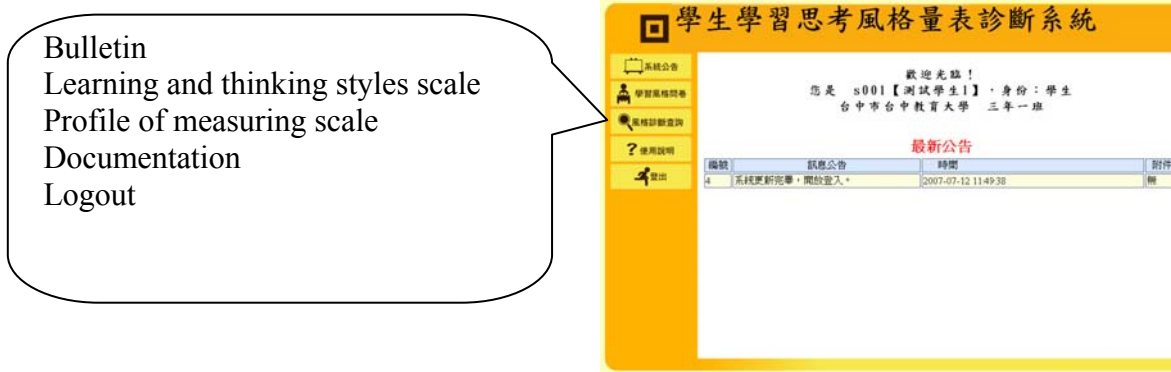 Bulletin
Learning and thinking styles scale
Profile of measuring scale
Documentation
Logout
學生學習思考風格量表診斷系統
系統公告
學習風格問卷
風格診斷查詢
?使用說明
登出
歡迎光臨!
您是 s001【測試學生1】,身份:學生
台中市台中教育大學 三年一班
最新公告
編號 訊息公告 時間 附件
4 系統更新完畢,開放登入。 2007-07-12 11:49:38 無